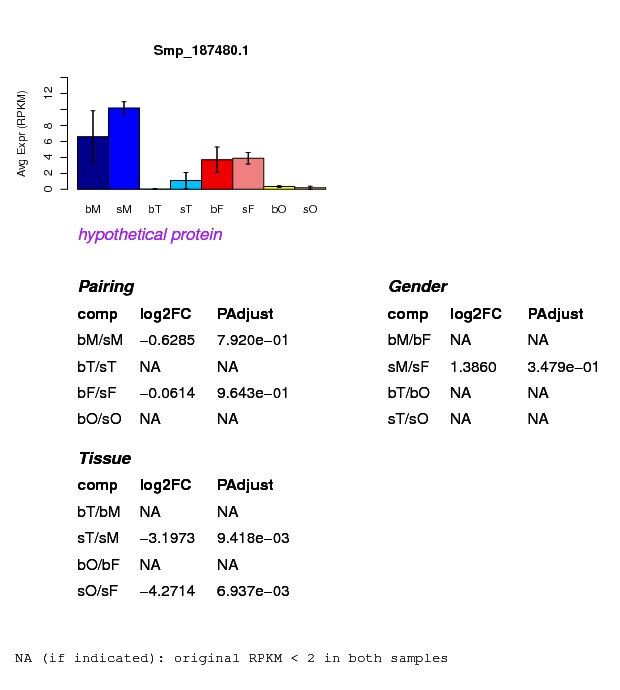 Smp_187480.1
Avg Expr (RPKM)
12
8
6
4
2
0
bM sM bT sT bF sF bO sO
hypothetical protein
Pairing
comp log2FC PAdjust
bM/sM −0.6285 7.920e−01
bT/sT NA NA
bF/sF −0.0614 9.643e−01
bO/sO NA NA
Gender
comp log2FC PAdjust
bM/bF NA NA
sM/sF 1.3860 3.479e−01
bT/bO NA NA
sT/sO NA NA
Tissue
comp log2FC PAdjust
bT/bM NA NA
sT/sM −3.1973 9.418e−03
bO/bF NA NA
sO/sF −4.2714 6.937e−03
NA (if indicated): original RPKM < 2 in both samples